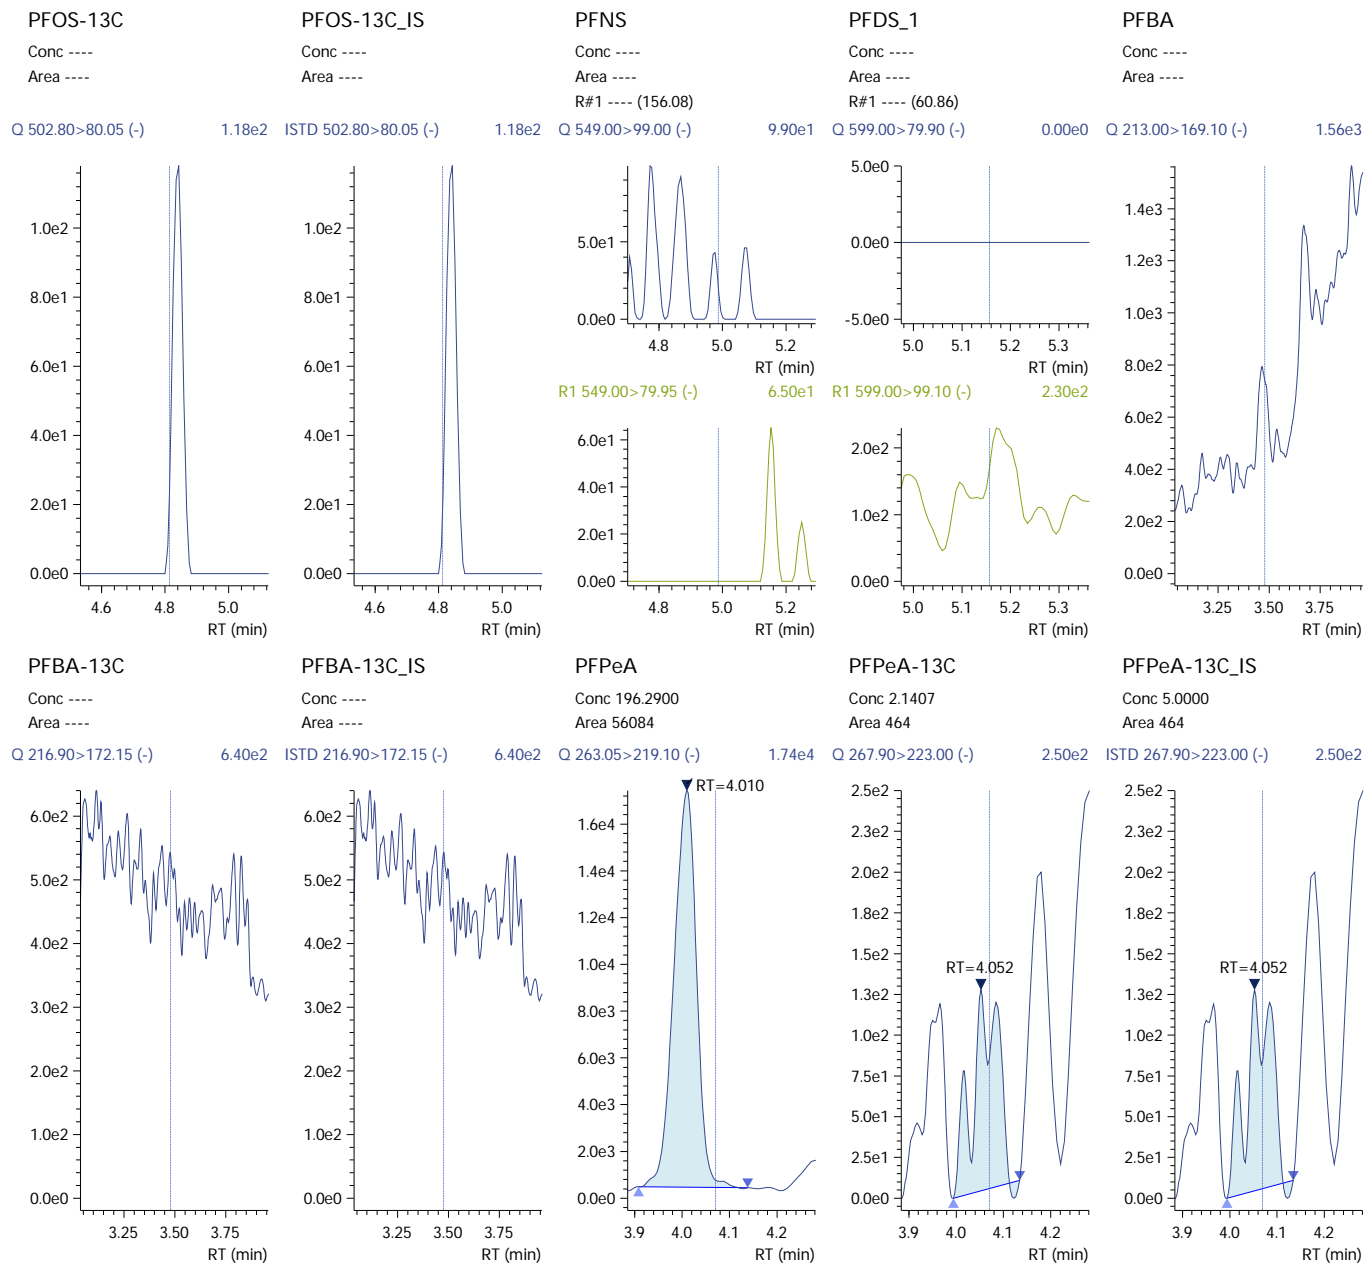 PFOS-13C
Conc ----
Area ----
Q 502.80>80.05 (-) 1.18e2
1.0e2
8.0e1
6.0e1
4.0e1
2.0e1
0.0e0
4.6 4.8 5.0
RT (min)
PFOS-13C_IS
Conc ----
Area ----
ISTD 502.80>80.05 (-) 1.18e2
1.0e2
8.0e1
6.0e1
4.0e1
2.0e1
0.0e0
4.6 4.8 5.0
RT (min)
PFNS
Conc ----
Area ----
R#1 ---- (156.08)
Q 549.00>99.00 (-) 9.90e1
5.0e1
0.0e0
4.8 5.0 5.2
RT (min)
R1 549.00>79.95 (-) 6.50e1
6.0e1
4.0e1
2.0e1
0.0e0
4.8 5.0 5.2
RT (min)
PFDS_1
Conc ----
Area ----
R#1 ---- (60.86)
Q 599.00>79.90 (-) 0.00e0
5.0e0
0.0e0
-5.0e0
5.0 5.1 5.2 5.3
RT (min)
R1 599.00>99.10 (-) 2.30e2
2.0e2
1.0e2
0.0e0
5.0 5.1 5.2 5.3
RT (min)
PFBA
Conc ----
Area ----
Q 213.00>169.10 (-) 1.56e3
1.4e3
1.2e3
1.0e3
8.0e2
6.0e2
4.0e2
2.0e2
0.0e0
3.25 3.50 3.75
RT (min)
PFBA-13C
Conc ----
Area ----
Q 216.90>172.15 (-) 6.40e2
6.0e2
5.0e2
4.0e2
3.0e2
2.0e2
1.0e2
0.0e0
3.25 3.50 3.75
RT (min)
PFBA-13C_IS
Conc ----
Area ----
ISTD 216.90>172.15 (-) 6.40e2
6.0e2
5.0e2
4.0e2
3.0e2
2.0e2
1.0e2
0.0e0
3.25 3.50 3.75
RT (min)
PFPeA
Conc 196.2900
Area 56084
Q 263.05>219.10 (-) 1.74e4
RT=4.010
1.6e4
1.4e4
1.2e4
1.0e4
8.0e3
6.0e3
4.0e3
2.0e3
0.0e0
3.9 4.0 4.1 4.2
RT (min)
PFPeA-13C
Conc 2.1407
Area 464
Q 267.90>223.00 (-) 2.50e2
2.5e2
2.3e2
2.0e2
1.8e2
1.5e2
RT=4.052
1.3e2
1.0e2
7.5e1
5.0e1
2.5e1
0.0e0
3.9 4.0 4.1 4.2
RT (min)
PFPeA-13C_IS
Conc 5.0000
Area 464
ISTD 267.90>223.00 (-) 2.50e2
2.5e2
2.3e2
2.0e2
1.8e2
1.5e2
RT=4.052
1.3e2
1.0e2
7.5e1
5.0e1
2.5e1
0.0e0
3.9 4.0 4.1 4.2
RT (min)